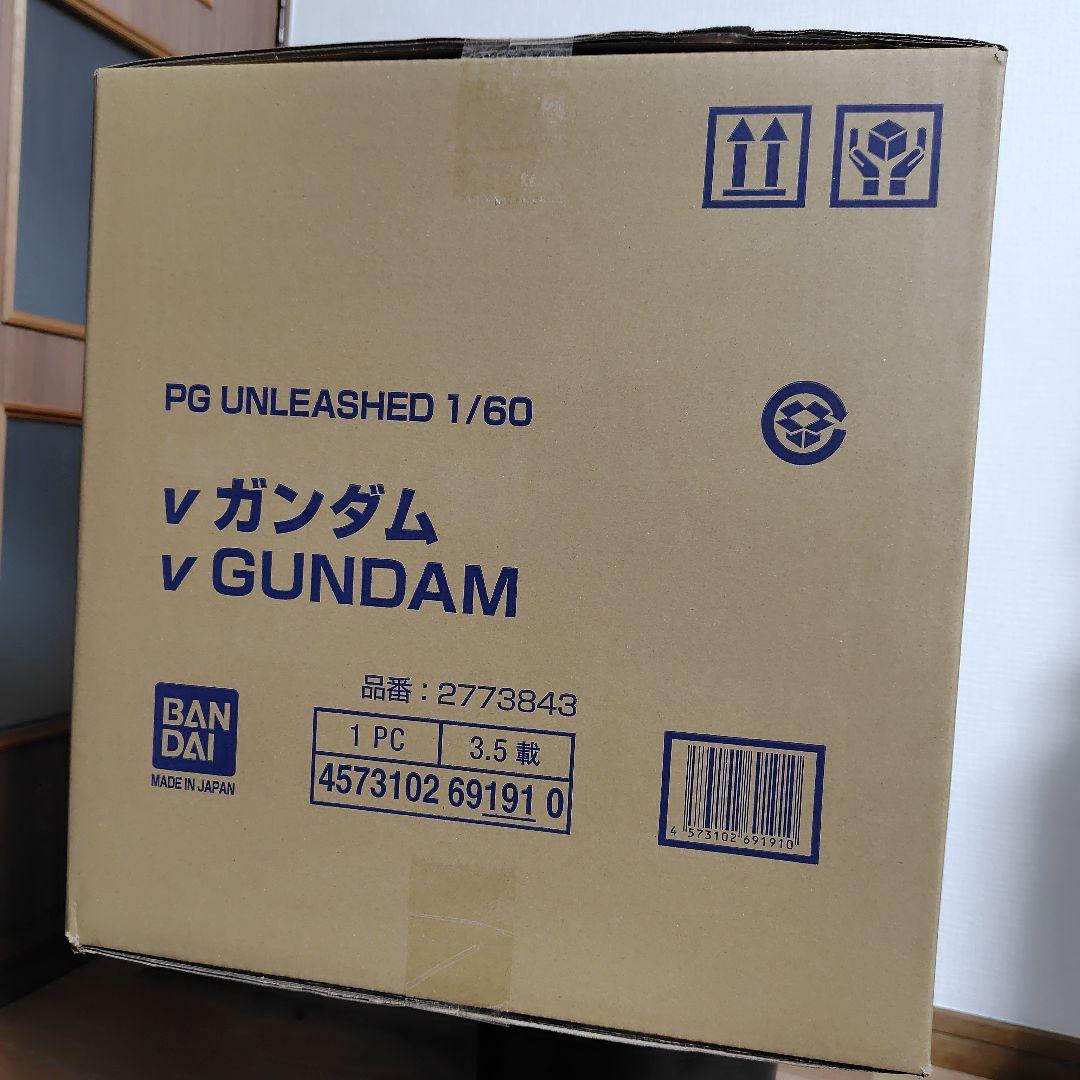 PG UNLEASHED 1/60
ν ガンダム
ν GUNDAM
品番：2773843
BAN
DAI
MADE IN JAPAN
1 PC
3.5 載
4573102 69191 0
4 573102 691910